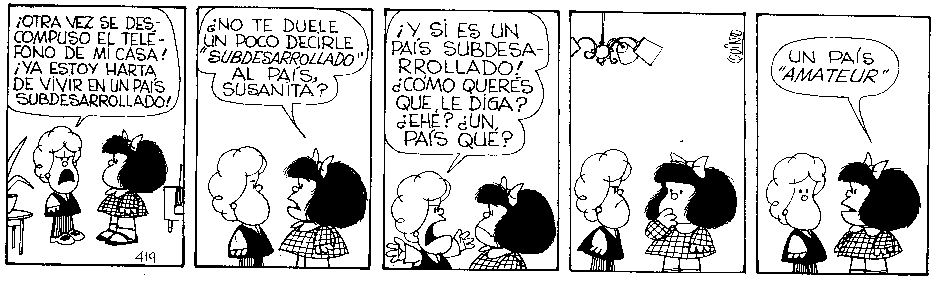 ¡OTRA VEZ SE DES-
COMPUSO EL TELÉ-
FONO DE MI CASA!
¡YA ESTOY HARTA
DE VIVIR EN UN PAÍS
SUBDESARROLLADO!
419
¿NO TE DUELE
UN POCO DECIRLE
"SUBDESARROLLADO"
AL PAÍS,
SUSANITA?
¡Y SI ES UN
PAÍS SUBDESA-
RROLLADO!
¿CÓMO QUERÉS
QUE LE DIGA?
¿EHÉ? ¿UN
PAÍS QUÉ?
QUINO
UN PAÍS
"AMATEUR"